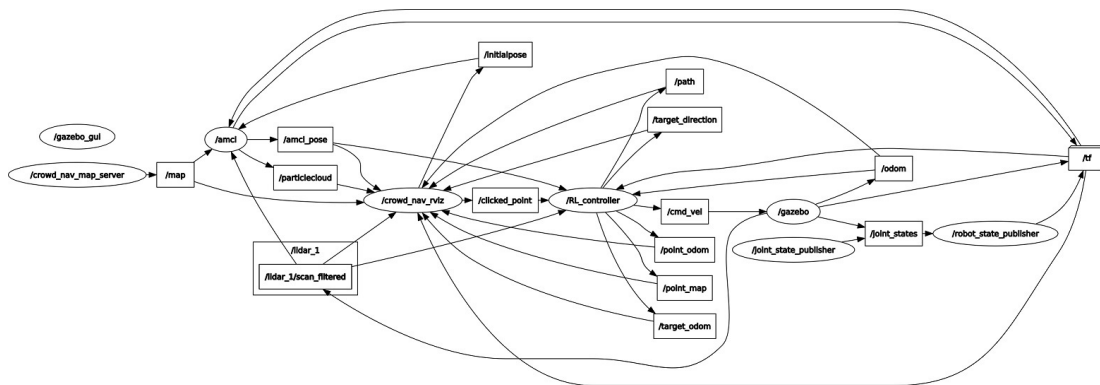 /initialpose
/path
/target_direction
/gazebo_gui
/amcl
/amcl_pose
/tf
/odom
/crowd_nav_map_server
/map
/particlecloud
/crowd_nav_rviz
/clicked_point
/RL_controller
/cmd_vel
/gazebo
/joint_states
/robot_state_publisher
/joint_state_publisher
/point_odom
/lidar_1
/lidar_1/scan_filtered
/point_map
/target_odom